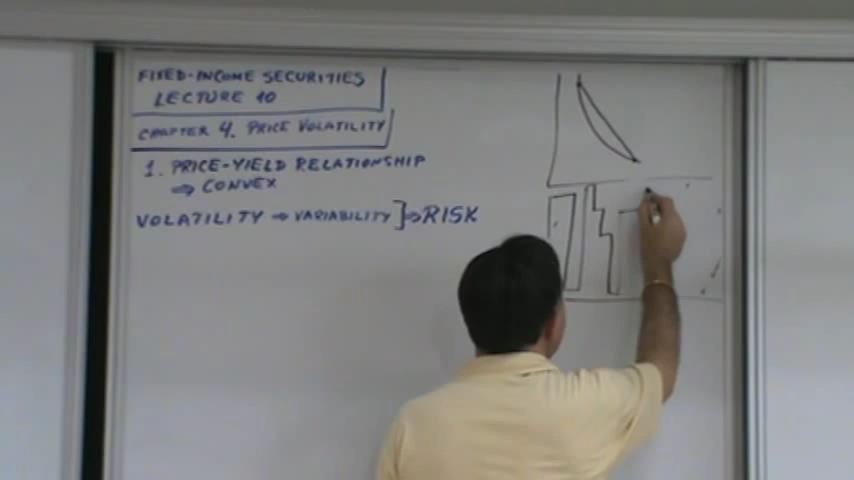 FIXED-INCOME SECURITIES
LECTURE 10
CHAPTER 4. PRICE VOLATILITY
1. PRICE-YIELD RELATIONSHIP
⇒ CONVEX
VOLATILITY ⇒ VARIABILITY] ⇒ RISK